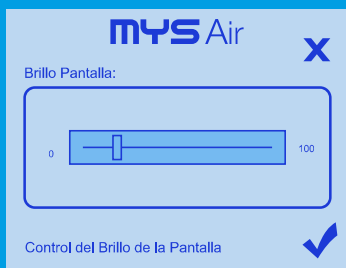 MYS Air
X
Brillo Pantalla:
0 100
Control del Brillo de la Pantalla